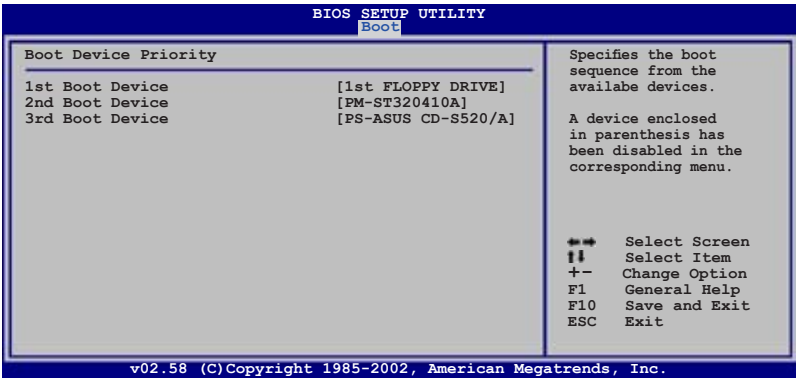 BIOS SETUP UTILITY
Boot
Boot Device Priority
1st Boot Device [1st FLOPPY DRIVE]
2nd Boot Device [PM-ST320410A]
3rd Boot Device [PS-ASUS CD-S520/A]
Specifies the boot
sequence from the
availabe devices.
A device enclosed
in parenthesis has
been disabled in the
corresponding menu.
Select Screen
Select Item
+- Change Option
F1 General Help
F10 Save and Exit
ESC Exit
v02.58 (C)Copyright 1985-2002, American Megatrends, Inc.